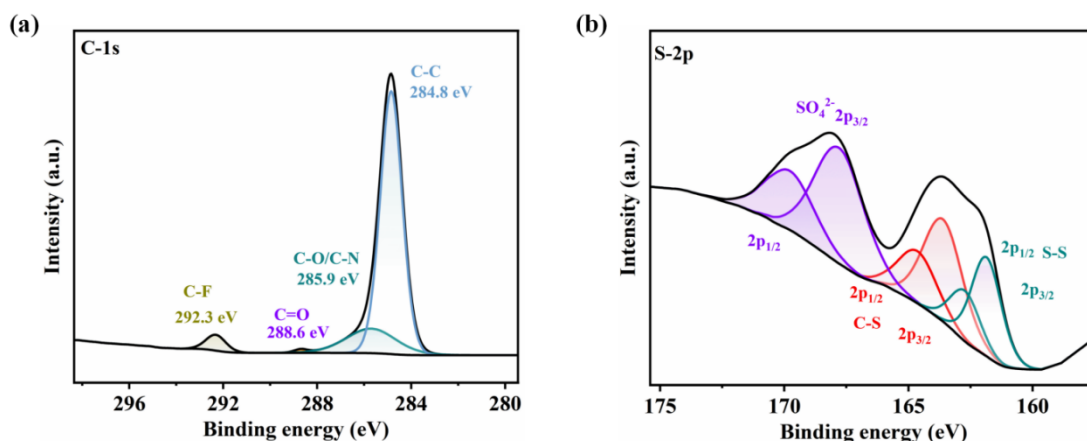 (a)
C-1s
C-C
284.8 eV
C-O/C-N
285.9 eV
C-F
292.3 eV
C=O
288.6 eV
Intensity (a.u.)
296 292 288 284 280
Binding energy (eV)
(b)
S-2p
SO₄²⁻ 2p₃/₂
2p₁/₂
2p₁/₂ S-S
2p₃/₂
2p₁/₂
C-S 2p₃/₂
Intensity (a.u.)
175 170 165 160
Binding energy (eV)